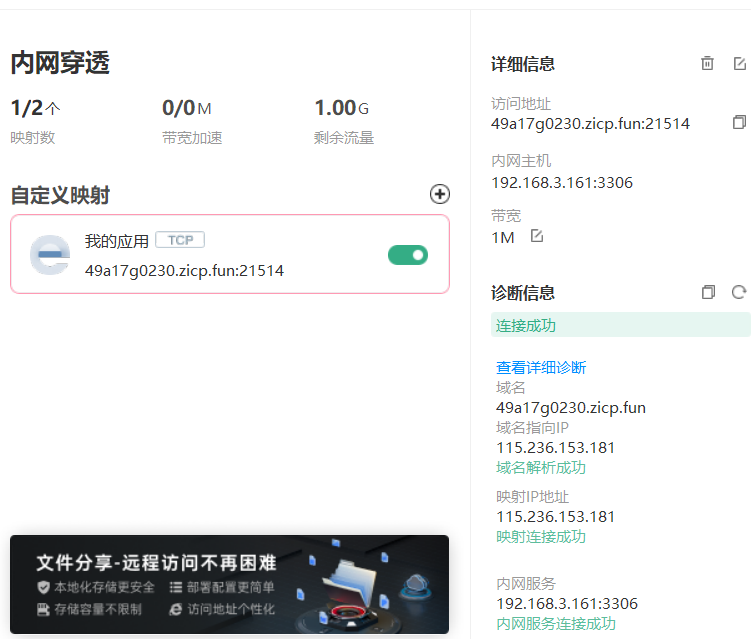 内网穿透
1/2个
映射数
0/0M
带宽加速
1.00G
剩余流量
自定义映射
我的应用 TCP
49a17g0230.zicp.fun:21514
文件分享-远程访问不再困难
本地化存储更安全 部署配置更简单
存储容量不限制 访问地址个性化
详细信息
访问地址
49a17g0230.zicp.fun:21514
内网主机
192.168.3.161:3306
带宽
1M
诊断信息
连接成功
查看详细诊断
域名
49a17g0230.zicp.fun
域名指向IP
115.236.153.181
域名解析成功
映射IP地址
115.236.153.181
映射连接成功
内网服务
192.168.3.161:3306
内网服务连接成功